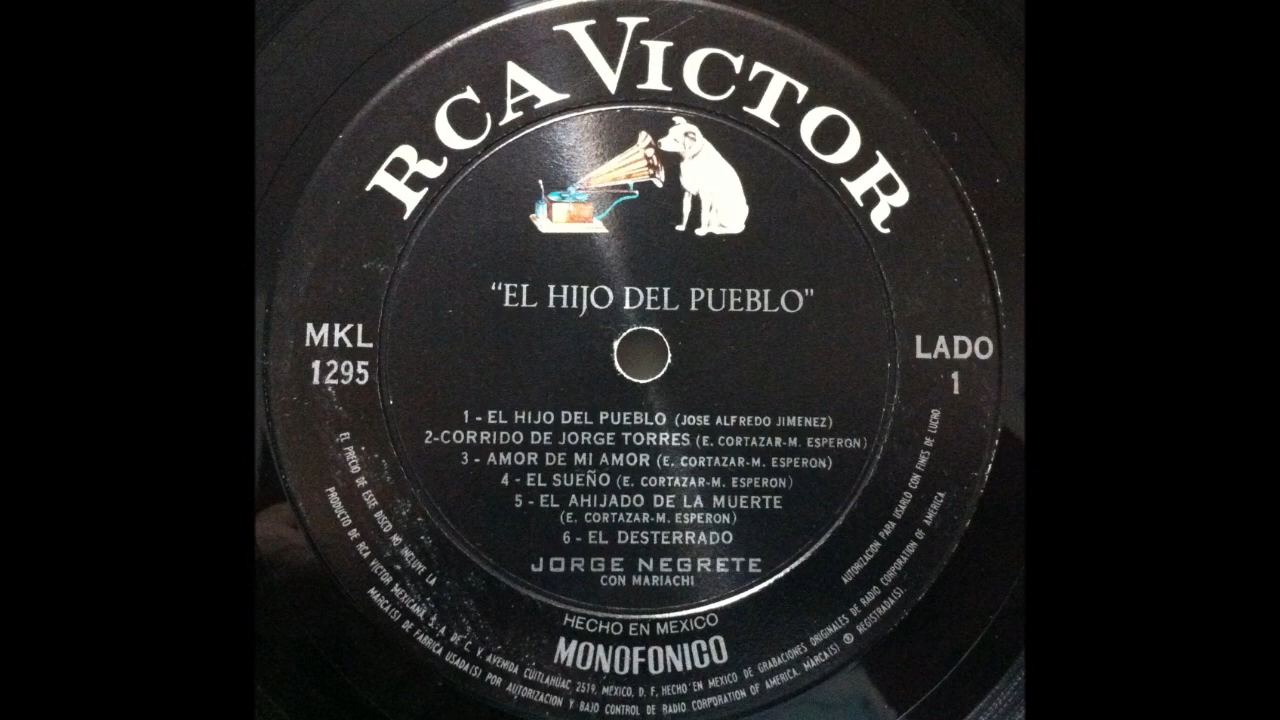 RCA VICTOR
"EL HIJO DEL PUEBLO"
MKL
1295
LADO
1
1 - EL HIJO DEL PUEBLO (JOSE ALFREDO JIMENEZ)
2-CORRIDO DE JORGE TORRES (E. CORTAZAR-M. ESPERON)
3 - AMOR DE MI AMOR (E. CORTAZAR-M. ESPERON)
4 - EL SUEÑO (E. CORTAZAR-M. ESPERON)
5 - EL AHIJADO DE LA MUERTE
(E. CORTAZAR-M. ESPERON)
6 - EL DESTERRADO
JORGE NEGRETE
CON MARIACHI
HECHO EN MEXICO
MONOFONICO
EL PRECIO DE ESTE DISCO NO INCLUYE LA AUTORIZACION PARA USARLO CON FINES DE LUCRO
PRODUCTO DE RCA VICTOR MEXICANA S. A. DE C. V. AVENIDA CUITLAHUAC 2519, MEXICO, D. F. HECHO EN MEXICO DE GRABACIONES ORIGINALES DE RADIO CORPORATION OF AMERICA.
MARCA(S) DE FABRICA USADA(S) POR AUTORIZACION Y BAJO CONTROL DE RADIO CORPORATION OF AMERICA. MARCA(S) ® REGISTRADA(S).